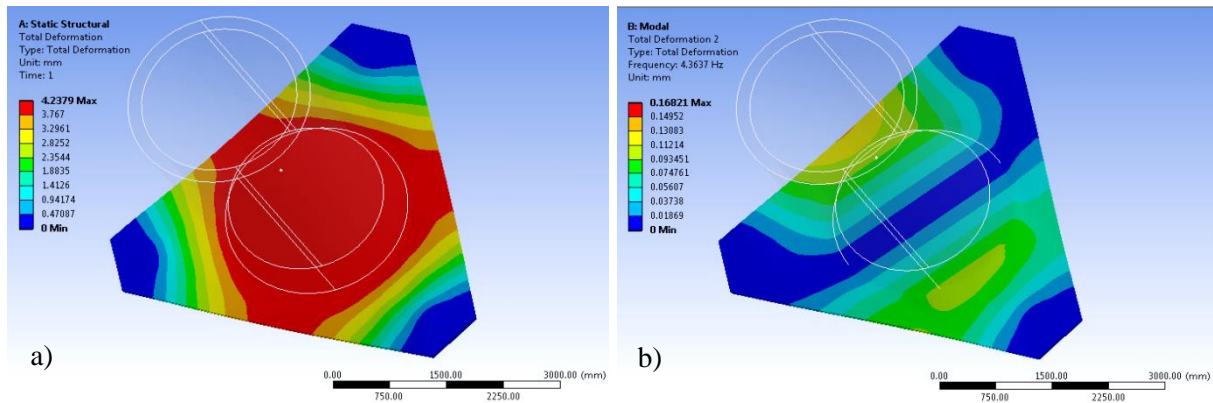 A: Static Structural
Total Deformation
Type: Total Deformation
Unit: mm
Time: 1
4.2379 Max
3.767
3.2961
2.8252
2.3544
1.8835
1.4126
0.94174
0.47087
0 Min
a)
0.00 1500.00 3000.00 (mm)
750.00 2250.00
B: Modal
Total Deformation 2
Type: Total Deformation
Frequency: 4.3637 Hz
Unit: mm
0.16821 Max
0.14952
0.13083
0.11214
0.093451
0.074761
0.05607
0.03738
0.01869
0 Min
b)
0.00 1500.00 3000.00 (mm)
750.00 2250.00